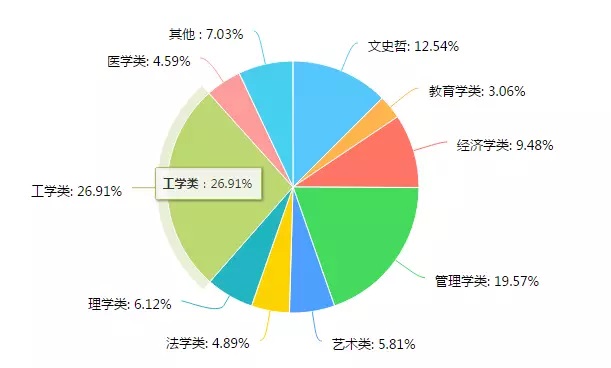 其他 : 7.03%
文史哲: 12.54%
医学类: 4.59%
教育学类: 3.06%
经济学类: 9.48%
工学类: 26.91%
工学类 : 26.91%
管理学类: 19.57%
理学类: 6.12%
法学类: 4.89%
艺术类: 5.81%